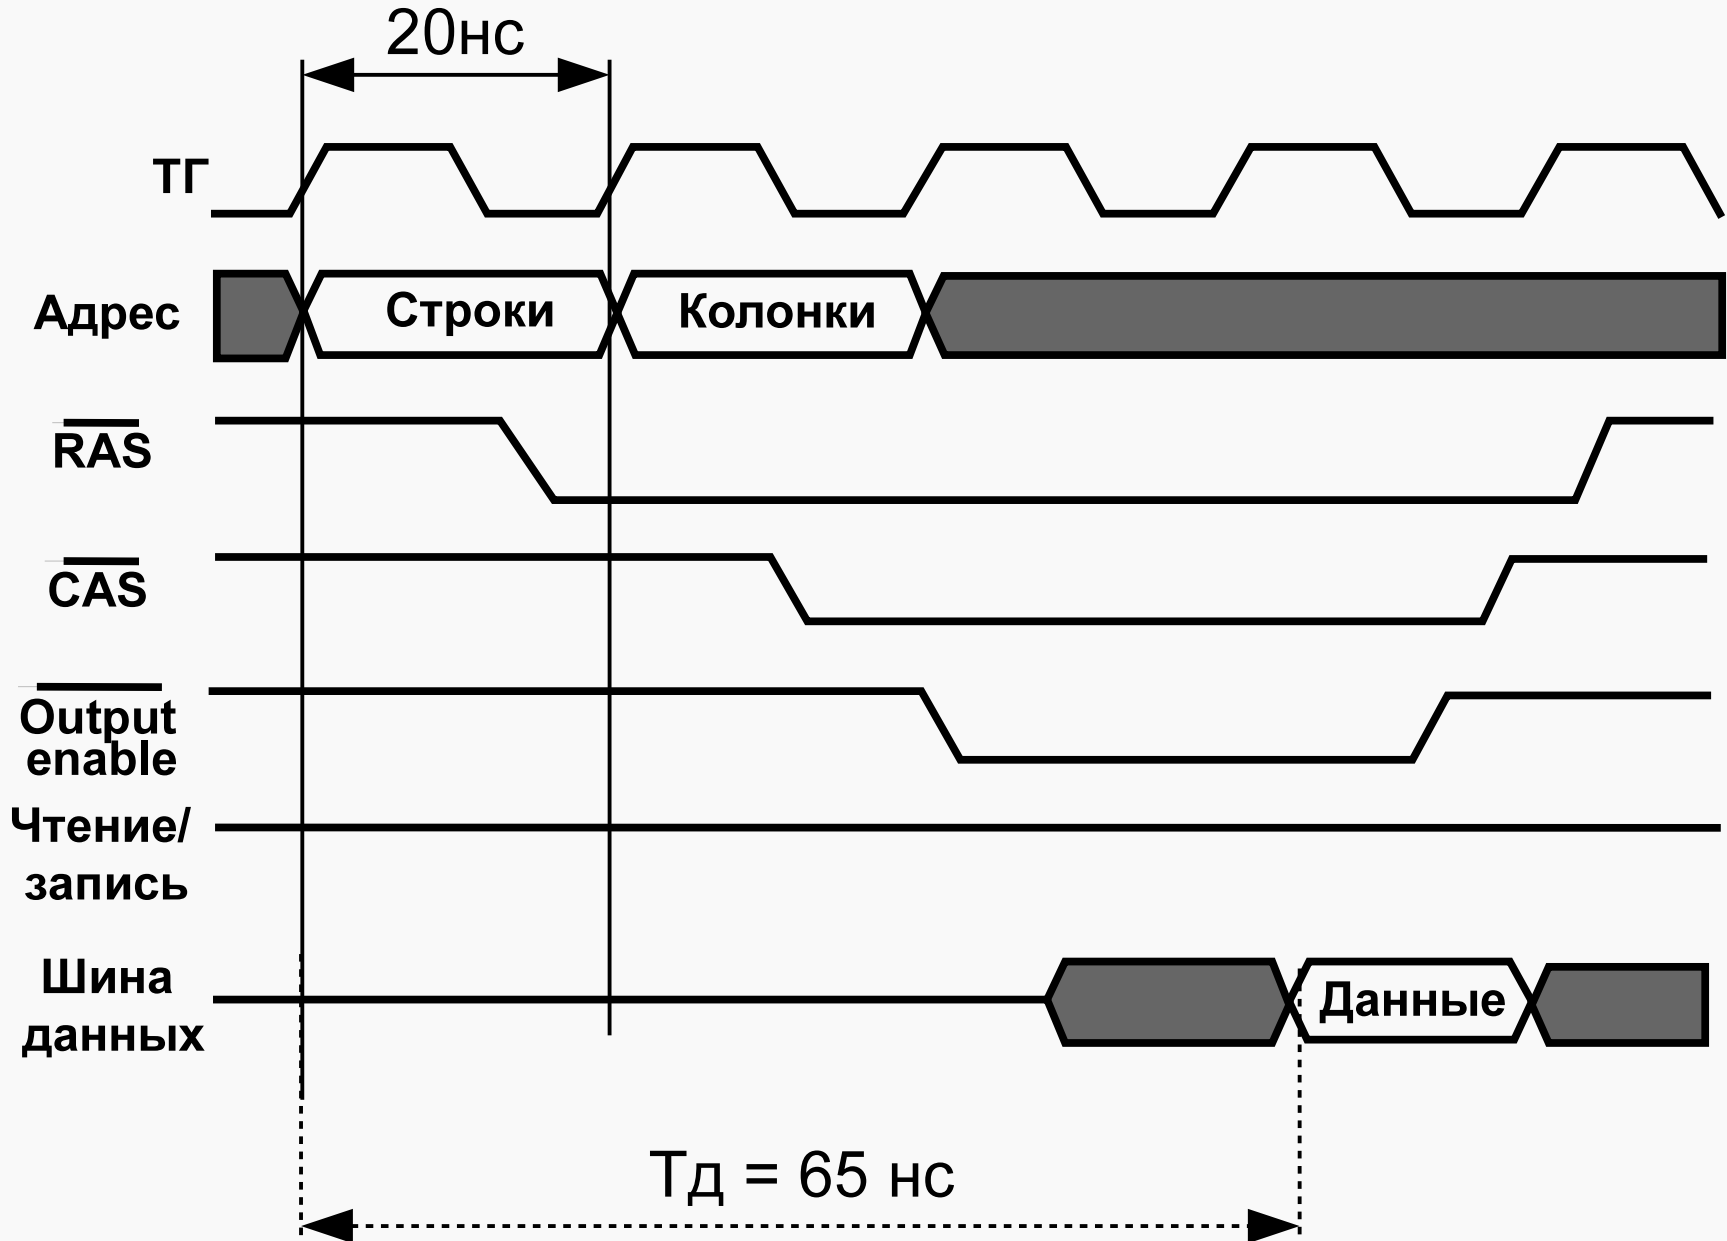 20нс
ТГ
Адрес
Строки
Колонки
RAS
CAS
Output
enable
Чтение/
запись
Шина
данных
Данные
Тд = 65 нс